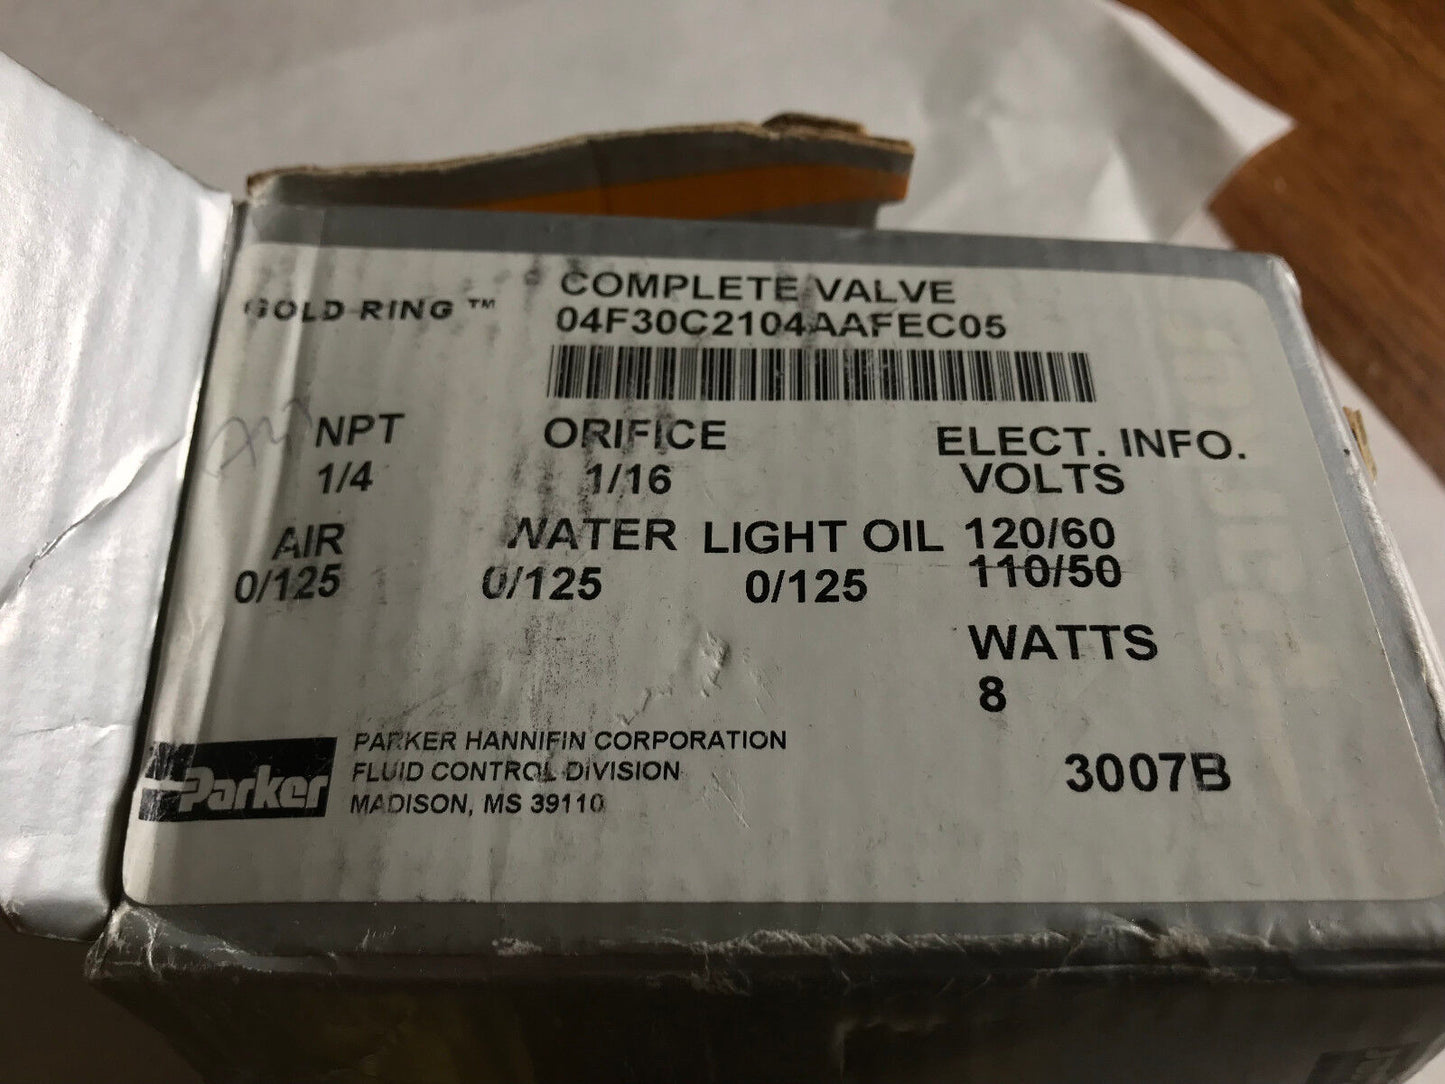 COMPLETE VALVE
GOLD RING ™
04F30C2104AAFEC05
NPT
ORIFICE
ELECT. INFO.
1/4
1/16
VOLTS
AIR
WATER
LIGHT OIL
120/60
0/125
0/125
0/125
110/50
WATTS
8
Parker
PARKER HANNIFIN CORPORATION
FLUID CONTROL DIVISION
MADISON, MS 39110
3007B